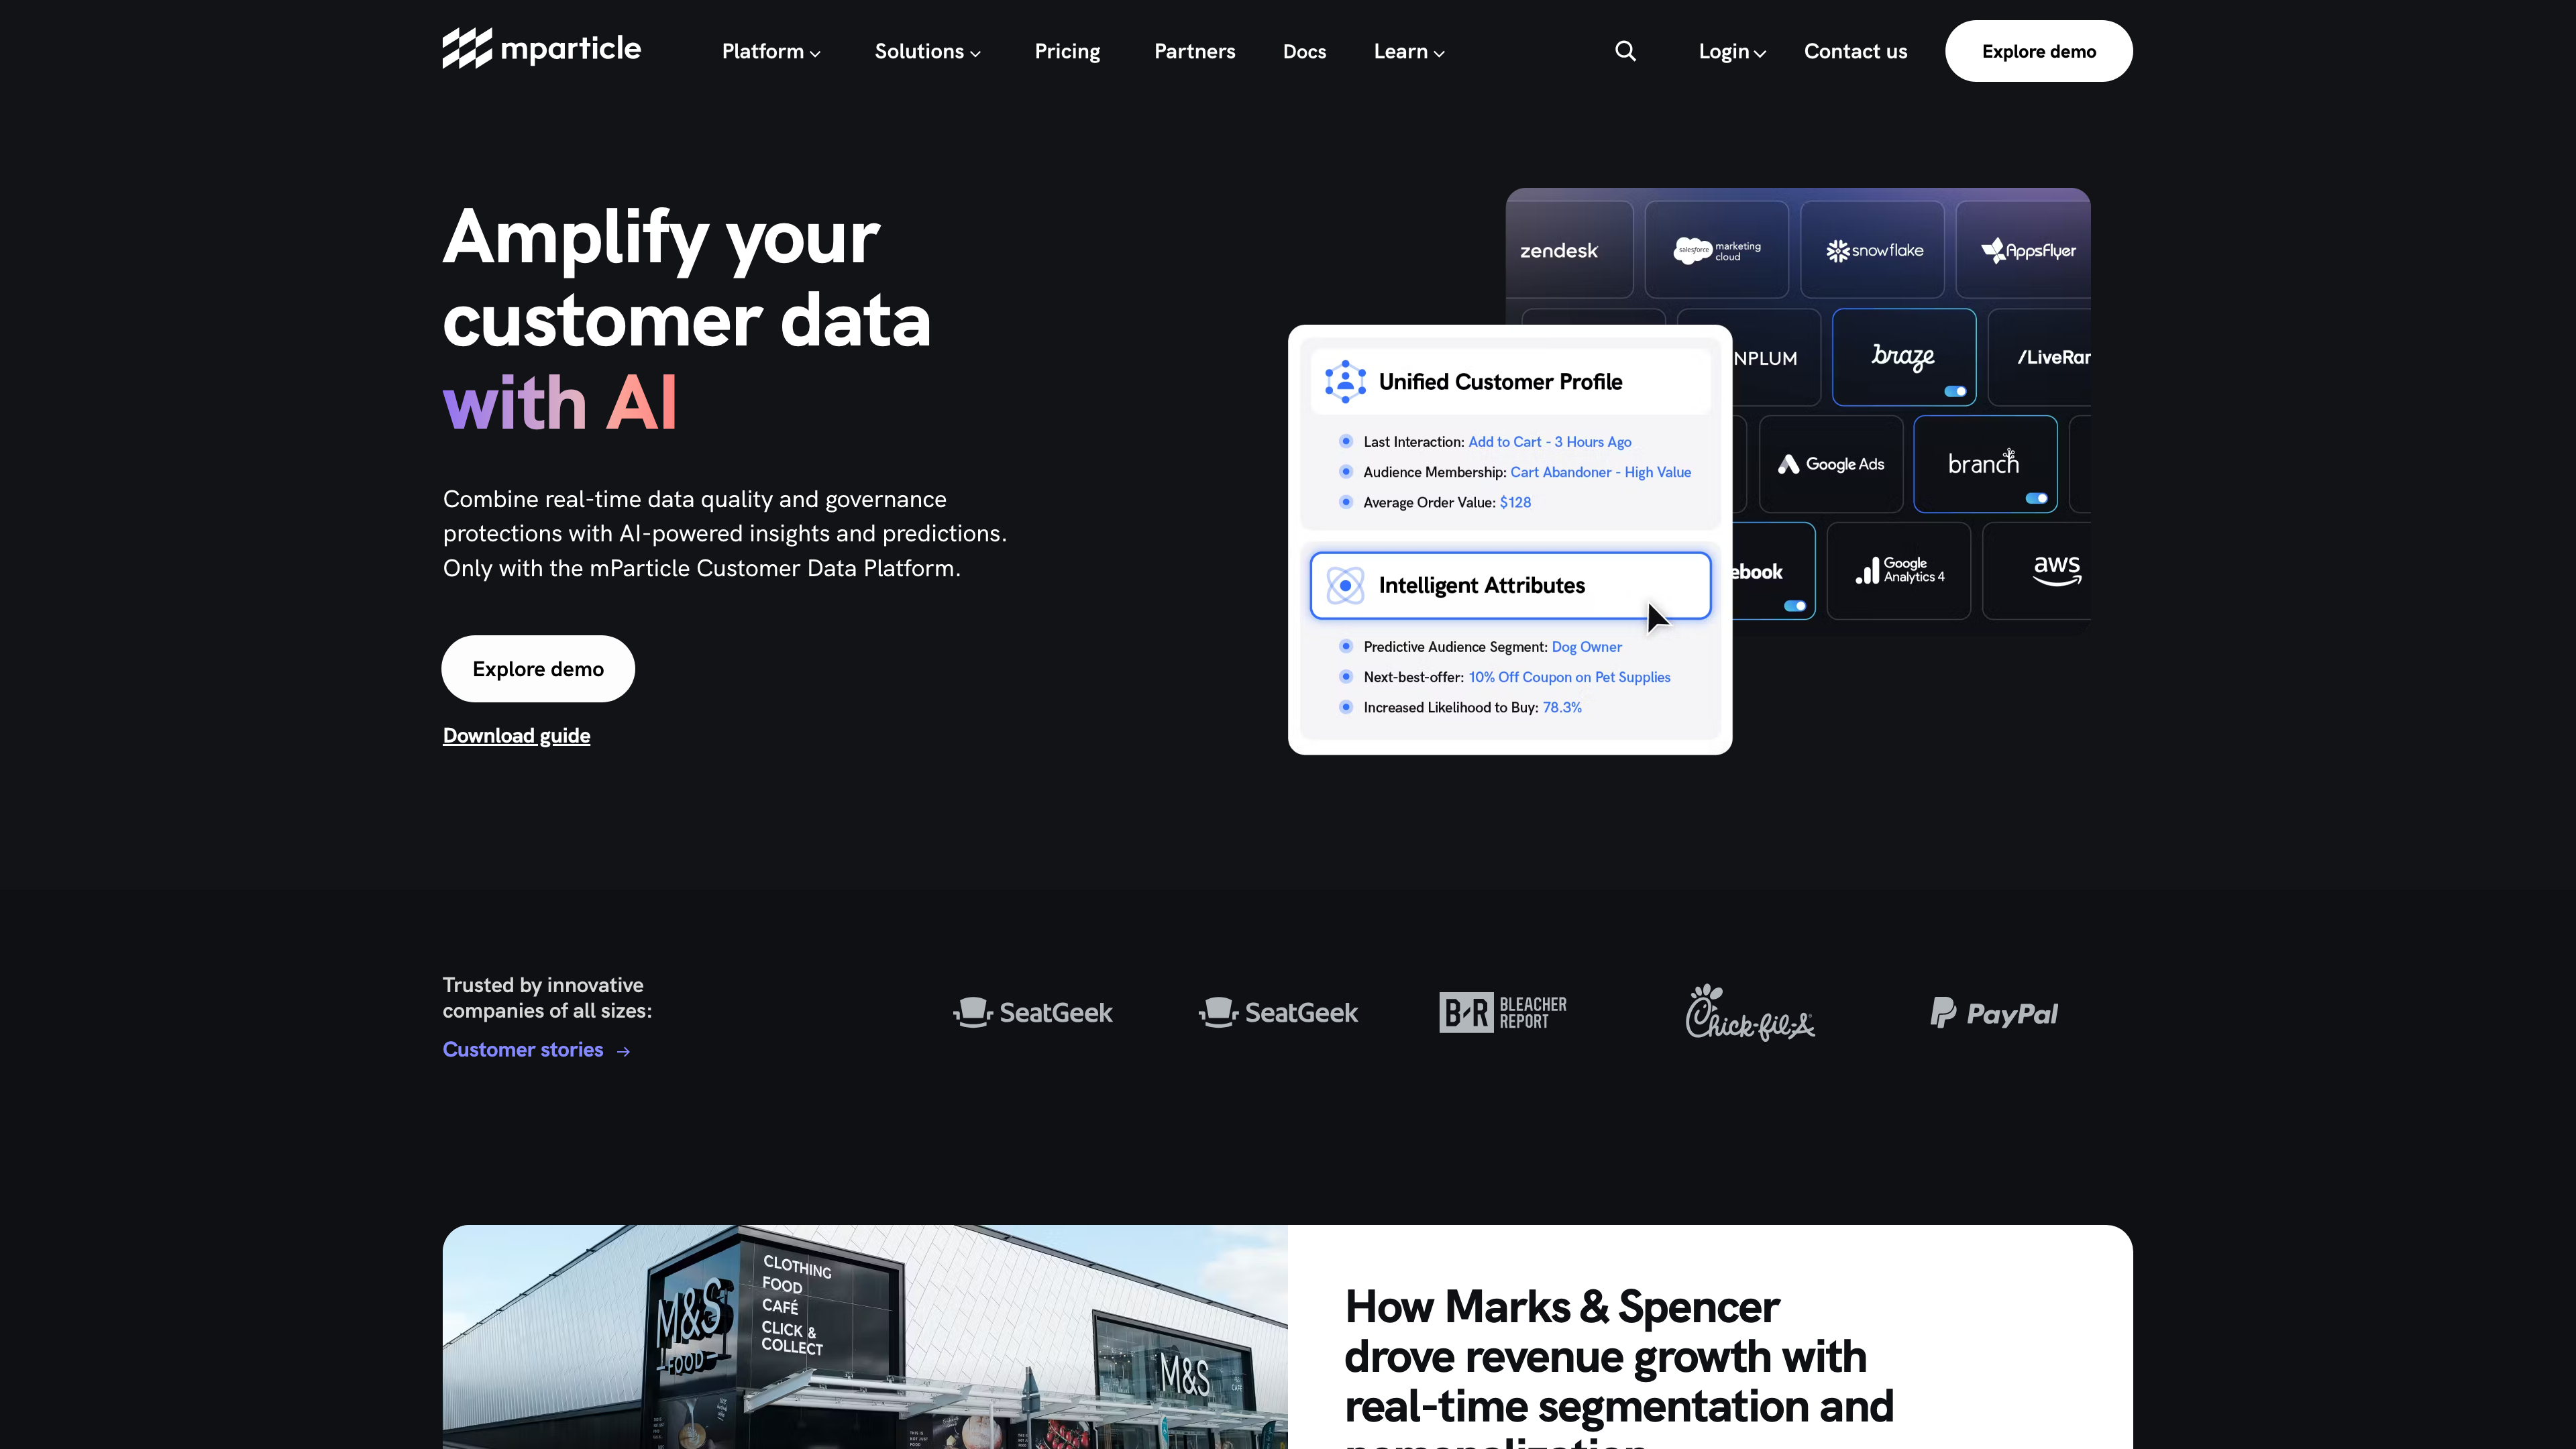 mparticle
Platform
Solutions
Pricing
Partners
Docs
Learn
Login
Contact us
Explore demo
Amplify your
customer data
with AI
Combine real-time data quality and governance
protections with AI-powered insights and predictions.
Only with the mParticle Customer Data Platform.
Explore demo
Download guide
zendesk
salesforce
marketing
cloud
snowflake
AppsFlyer
NPLUM
braze
/LiveRar
Google Ads
branch
ebook
Google
Analytics 4
aws
Unified Customer Profile
Last Interaction: Add to Cart - 3 Hours Ago
Audience Membership: Cart Abandoner - High Value
Average Order Value: $128
Intelligent Attributes
Predictive Audience Segment: Dog Owner
Next-best-offer: 10% Off Coupon on Pet Supplies
Increased Likelihood to Buy: 78.3%
Trusted by innovative
companies of all sizes:
Customer stories →
SeatGeek
SeatGeek
B-R BLEACHER
REPORT
Chick-fil-A
PayPal
M&S
FOOD
CLOTHING
FOOD
CAFÉ
CLICK &
COLLECT
M&S
CAFE
How Marks & Spencer
drove revenue growth with
real-time segmentation and